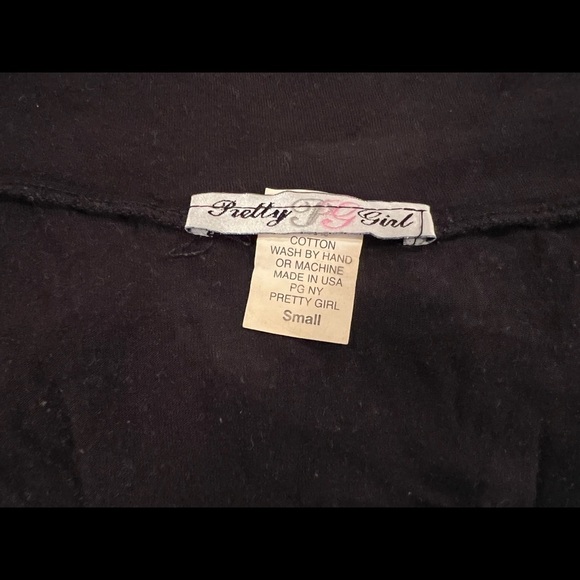 Pretty PG Girl
COTTON
WASH BY HAND
OR MACHINE
MADE IN USA
PG NY
PRETTY GIRL
Small